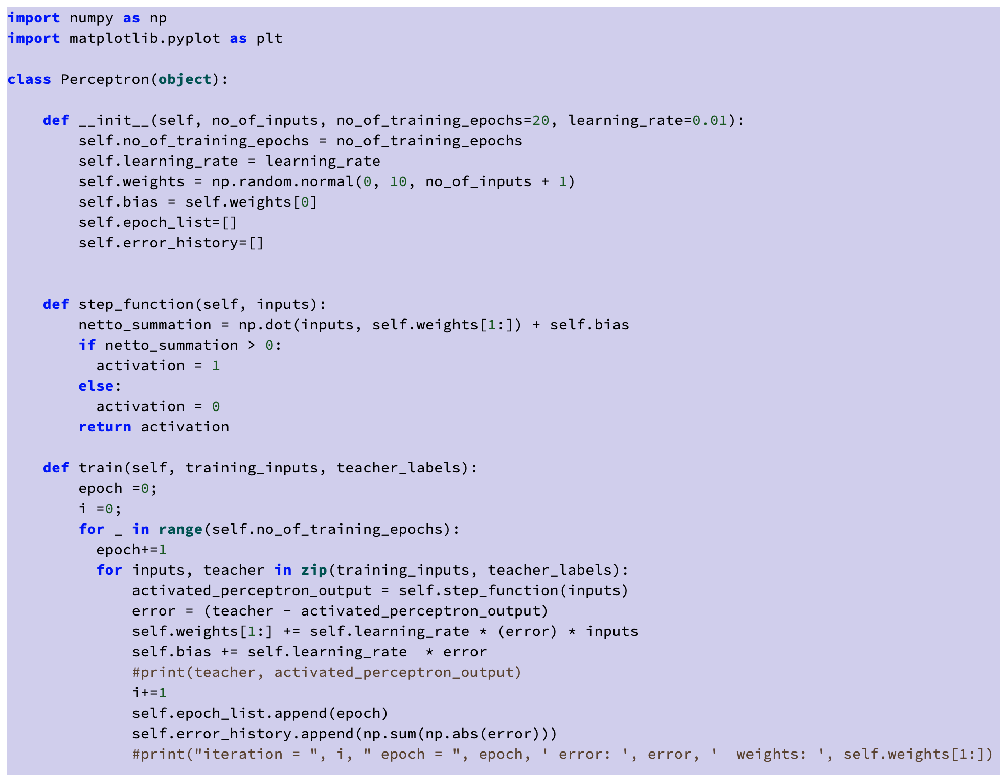 import numpy as np
import matplotlib.pyplot as plt

class Perceptron(object):

    def __init__(self, no_of_inputs, no_of_training_epochs=20, learning_rate=0.01):
        self.no_of_training_epochs = no_of_training_epochs
        self.learning_rate = learning_rate
        self.weights = np.random.normal(0, 10, no_of_inputs + 1)
        self.bias = self.weights[0]
        self.epoch_list=[]
        self.error_history=[]


    def step_function(self, inputs):
        netto_summation = np.dot(inputs, self.weights[1:]) + self.bias
        if netto_summation > 0:
          activation = 1
        else:
          activation = 0
        return activation

    def train(self, training_inputs, teacher_labels):
        epoch =0;
        i =0;
        for _ in range(self.no_of_training_epochs):
          epoch+=1
          for inputs, teacher in zip(training_inputs, teacher_labels):
              activated_perceptron_output = self.step_function(inputs)
              error = (teacher - activated_perceptron_output)
              self.weights[1:] += self.learning_rate * (error) * inputs
              self.bias += self.learning_rate  * error
              #print(teacher, activated_perceptron_output)
              i+=1
              self.epoch_list.append(epoch)
              self.error_history.append(np.sum(np.abs(error)))
              #print("iteration = ", i, " epoch = ", epoch, ' error: ', error, '  weights: ', self.weights[1:])